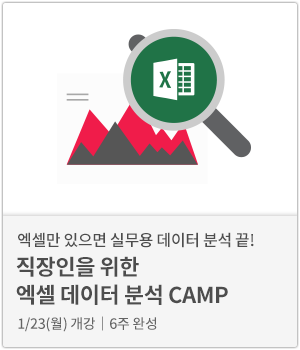 X
엑셀만 있으면 실무용 데이터 분석 끝!
직장인을 위한
엑셀 데이터 분석 CAMP
1/23(월) 개강 | 6주 완성